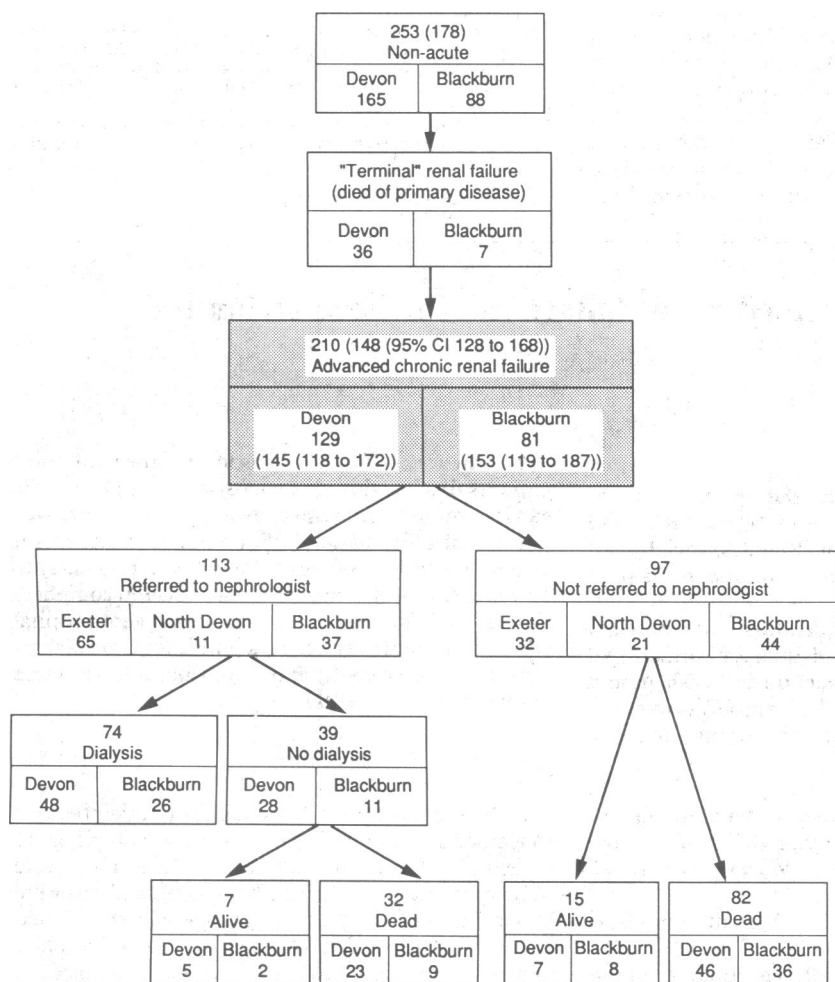 253 (178)
Non-acute
Devon Blackburn
165 88
"Terminal" renal failure
(died of primary disease)
Devon Blackburn
36 7
210 (148 (95% CI 128 to 168))
Advanced chronic renal failure
Devon Blackburn
129 81
(145 (118 to 172)) (153 (119 to 187))
113
Referred to nephrologist
Exeter North Devon Blackburn
65 11 37
97
Not referred to nephrologist
Exeter North Devon Blackburn
32 21 44
74
Dialysis
Devon Blackburn
48 26
39
No dialysis
Devon Blackburn
28 11
7
Alive
Devon Blackburn
5 2
32
Dead
Devon Blackburn
23 9
15
Alive
Devon Blackburn
7 8
82
Dead
Devon Blackburn
46 36